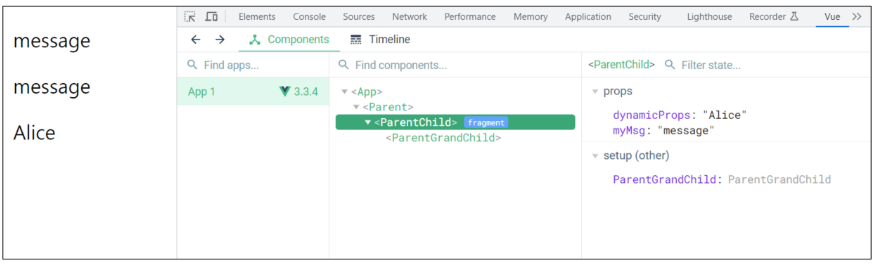 message
message
Alice
Elements Console Sources Network Performance Memory Application Security Lighthouse Recorder Vue >>
← → Components Timeline
Find apps...
App 1 3.3.4
Find components...
▾ <App>
▾ <Parent>
▾ <ParentChild> fragment
<ParentGrandChild>
<ParentChild> Filter state...
▾ props
dynamicProps: "Alice"
myMsg: "message"
▾ setup (other)
ParentGrandChild: ParentGrandChild